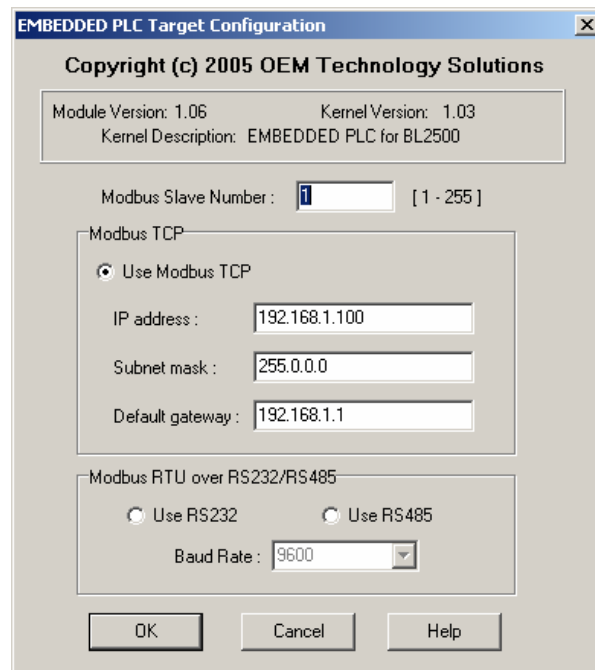 EMBEDDED PLC Target Configuration
Copyright (c) 2005 OEM Technology Solutions
Module Version: 1.06 Kernel Version: 1.03
Kernel Description: EMBEDDED PLC for BL2500
Modbus Slave Number : 1 [ 1 - 255 ]
Modbus TCP
Use Modbus TCP
IP address : 192.168.1.100
Subnet mask : 255.0.0.0
Default gateway : 192.168.1.1
Modbus RTU over RS232/RS485
Use RS232 Use RS485
Baud Rate : 9600
OK Cancel Help